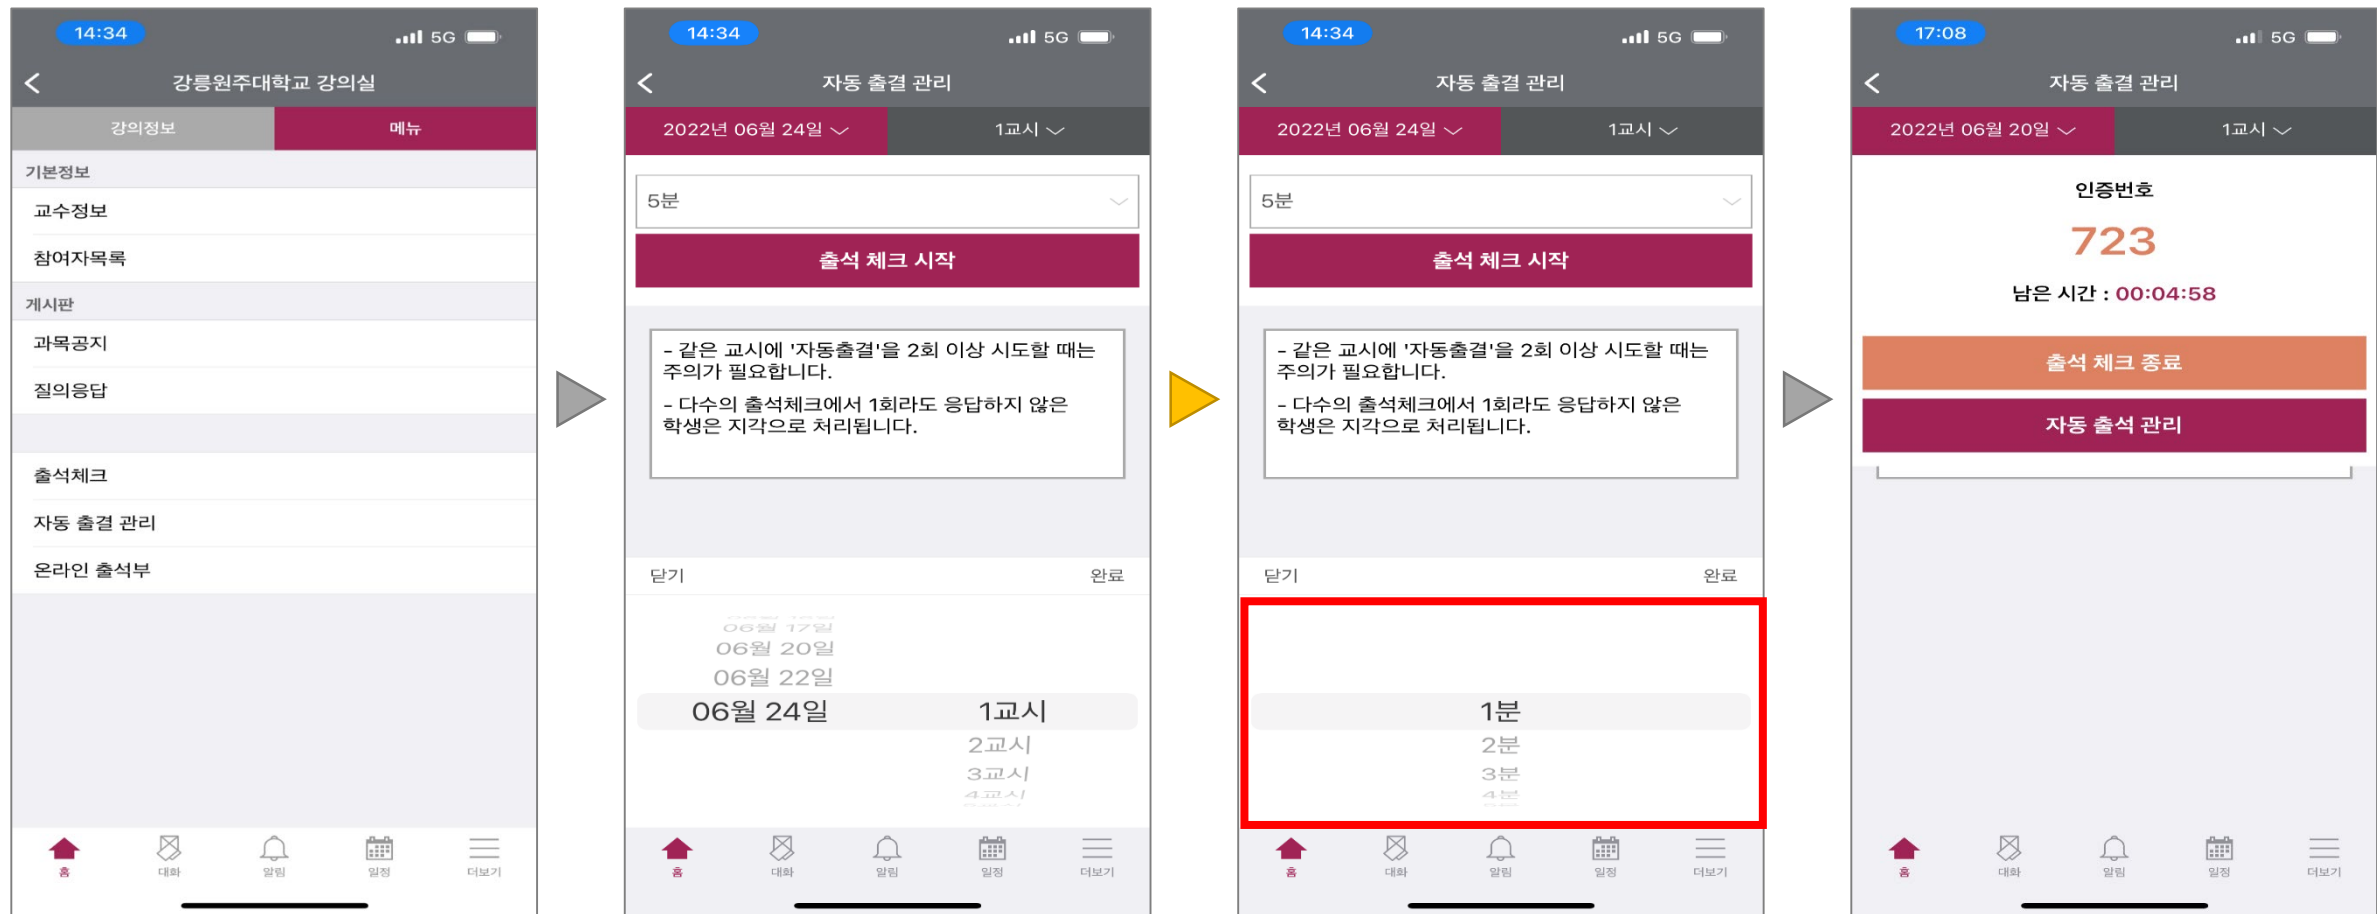 14:34
5G
강릉원주대학교 강의실
강의정보
메뉴
기본정보
교수정보
참여자목록
게시판
과목공지
질의응답
출석체크
자동 출결 관리
온라인 출석부
홈
대화
알림
일정
더보기
14:34
5G
자동 출결 관리
2022년 06월 24일
1교시
5분
출석 체크 시작
- 같은 교시에 '자동출결'을 2회 이상 시도할 때는
주의가 필요합니다.
- 다수의 출석체크에서 1회라도 응답하지 않은
학생은 지각으로 처리됩니다.
닫기
완료
06월 17일
06월 20일
06월 22일
06월 24일
1교시
2교시
3교시
4교시
홈
대화
알림
일정
더보기
14:34
5G
자동 출결 관리
2022년 06월 24일
1교시
5분
출석 체크 시작
- 같은 교시에 '자동출결'을 2회 이상 시도할 때는
주의가 필요합니다.
- 다수의 출석체크에서 1회라도 응답하지 않은
학생은 지각으로 처리됩니다.
닫기
완료
1분
2분
3분
4분
홈
대화
알림
일정
더보기
17:08
5G
자동 출결 관리
2022년 06월 20일
1교시
인증번호
723
남은 시간 : 00:04:58
출석 체크 종료
자동 출석 관리
홈
대화
알림
일정
더보기